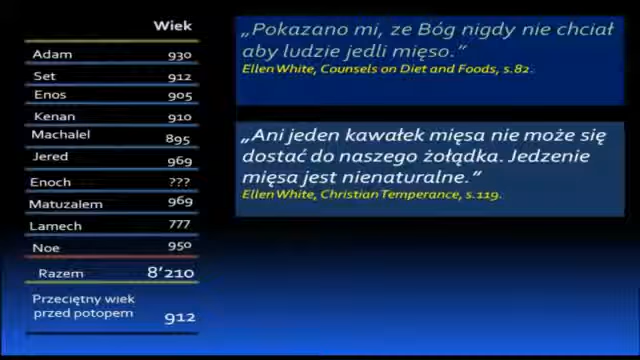 Wiek
Adam 930
Set 912
Enos 905
Kenan 910
Machalel 895
Jered 969
Enoch ???
Matuzalem 969
Lamech 777
Noe 950
Razem 8’210
Przeciętny wiek
przed potopem 912
„Pokazano mi, ze Bóg nigdy nie chciał
aby ludzie jedli mięso.“
Ellen White, Counsels on Diet and Foods, s.82.
„Ani jeden kawałek mięsa nie może się
dostać do naszego żołądka. Jedzenie
mięsa jest nienaturalne.“
Ellen White, Christian Temperance, s.119.